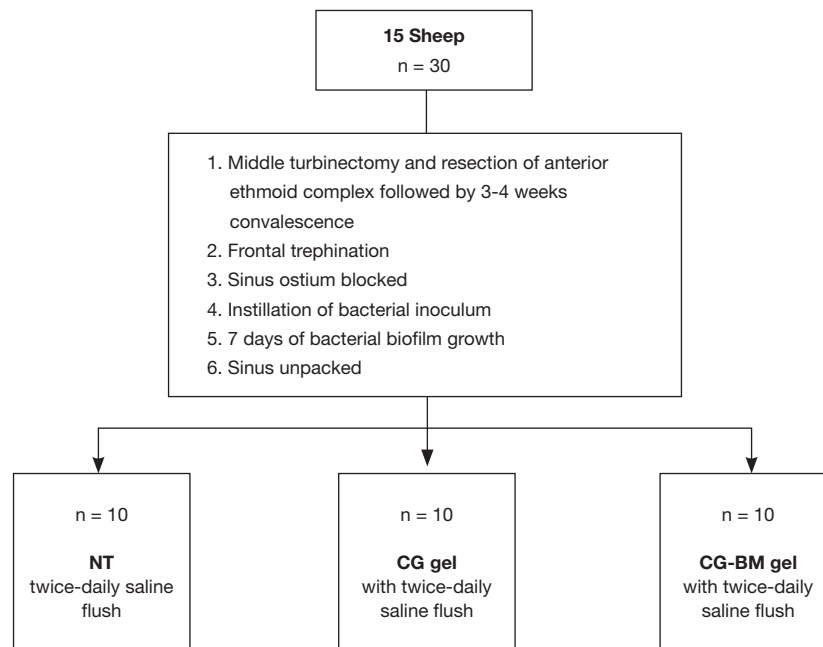 15 Sheep
n = 30
1. Middle turbinectomy and resection of anterior
ethmoid complex followed by 3-4 weeks
convalescence
2. Frontal trephination
3. Sinus ostium blocked
4. Instillation of bacterial inoculum
5. 7 days of bacterial biofilm growth
6. Sinus unpacked
n = 10
NT
twice-daily saline
flush
n = 10
CG gel
with twice-daily
saline flush
n = 10
CG-BM gel
with twice-daily
saline flush